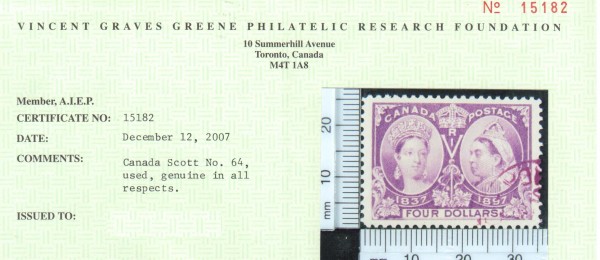 No 15182
VINCENT GRAVES GREENE PHILATELIC RESEARCH FOUNDATION
10 Summerhill Avenue
Toronto, Canada
M4T 1A8
Member, A.I.E.P.
CERTIFICATE NO: 15182
DATE: December 12, 2007
COMMENTS: Canada Scott No. 64,
used, genuine in all
respects.
ISSUED TO:
CANADA POSTAGE
V R I
1837 1897
FOUR DOLLARS
20
10
mm
mm 10 20 30